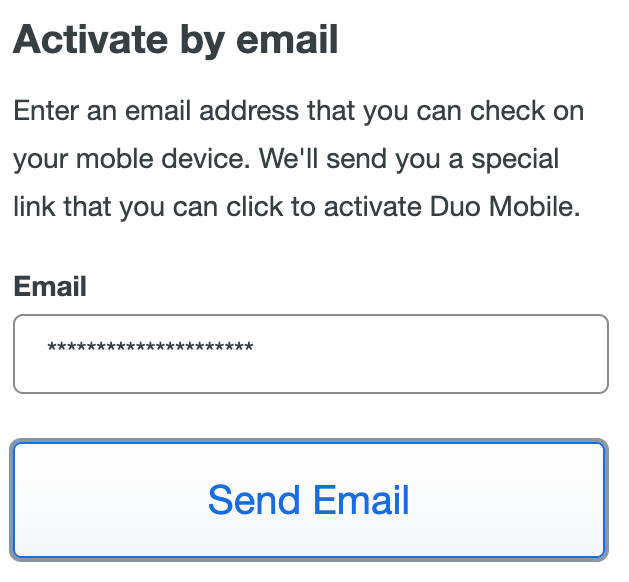 Activate by email
Enter an email address that you can check on
your moble device. We'll send you a special
link that you can click to activate Duo Mobile.
Email
*********************
Send Email